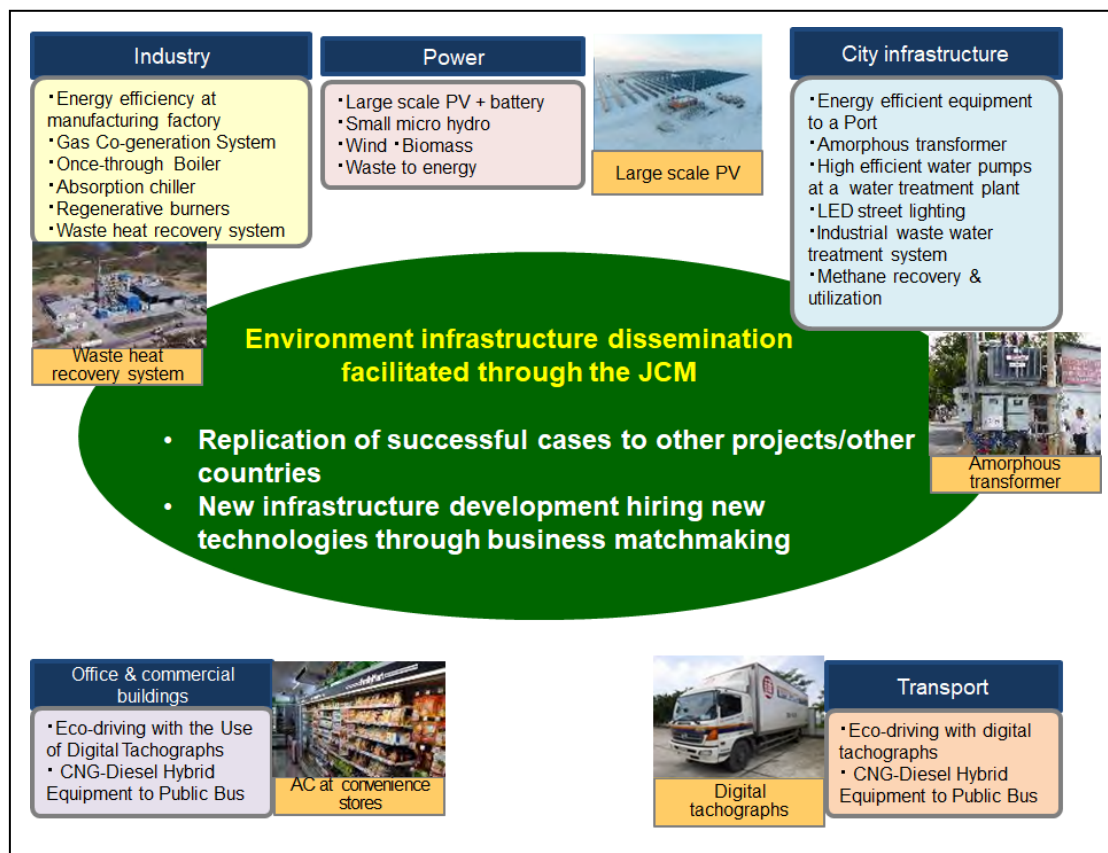 Industry
・Energy efficiency at
manufacturing factory
・Gas Co-generation System
・Once-through Boiler
・Absorption chiller
・Regenerative burners
・Waste heat recovery system
Waste heat
recovery system
Power
・Large scale PV + battery
・Small micro hydro
・Wind ・Biomass
・Waste to energy
Large scale PV
City infrastructure
・Energy efficient equipment
to a Port
・Amorphous transformer
・High efficient water pumps
at a water treatment plant
・LED street lighting
・Industrial waste water
treatment system
・Methane recovery &
utilization
Amorphous
transformer
Environment infrastructure dissemination
facilitated through the JCM
• Replication of successful cases to other projects/other
countries
• New infrastructure development hiring new
technologies through business matchmaking
Office & commercial
buildings
・Eco-driving with the Use
of Digital Tachographs
・CNG-Diesel Hybrid
Equipment to Public Bus
FamilyMart
AC at convenience
stores
Digital
tachographs
Transport
・Eco-driving with digital
tachographs
・CNG-Diesel Hybrid
Equipment to Public Bus